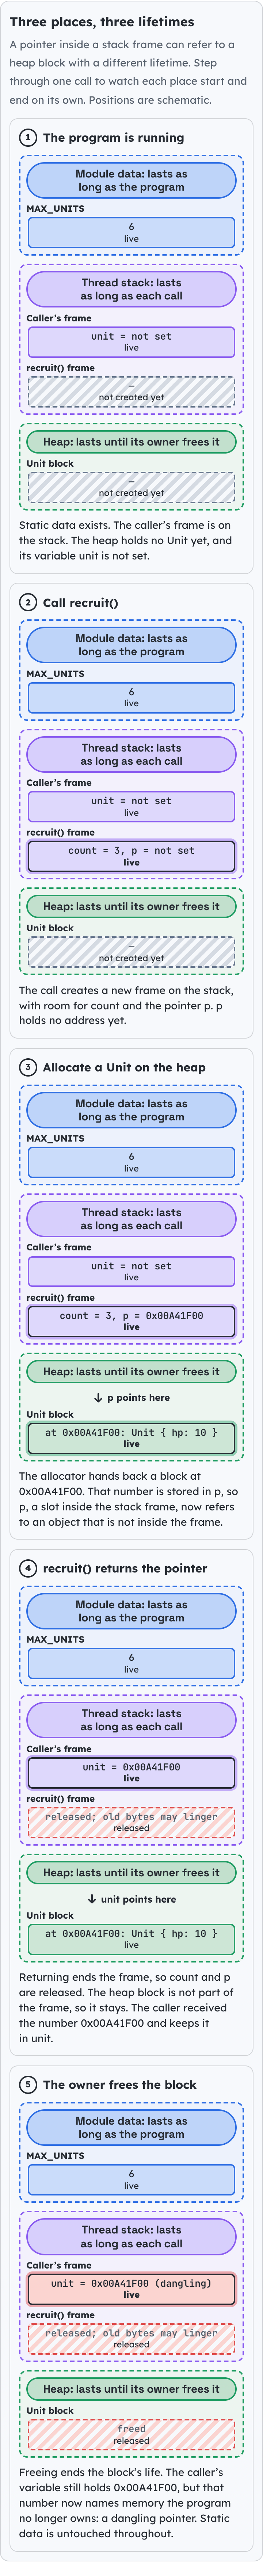 Three places, three lifetimes
A pointer inside a stack frame can refer to a
heap block with a different lifetime. Step
through one call to watch each place start and
end on its own. Positions are schematic.
1 The program is running
Module data: lasts as
long as the program
MAX_UNITS
6
live
Thread stack: lasts
as long as each call
Caller's frame
unit = not set
live
recruit() frame
—
not created yet
Heap: lasts until its owner frees it
Unit block
—
not created yet
Static data exists. The caller's frame is on
the stack. The heap holds no Unit yet, and
its variable unit is not set.
2 Call recruit()
Module data: lasts as
long as the program
MAX_UNITS
6
live
Thread stack: lasts
as long as each call
Caller's frame
unit = not set
live
recruit() frame
count = 3, p = not set
live
Heap: lasts until its owner frees it
Unit block
—
not created yet
The call creates a new frame on the stack,
with room for count and the pointer p. p
holds no address yet.
3 Allocate a Unit on the heap
Module data: lasts as
long as the program
MAX_UNITS
6
live
Thread stack: lasts
as long as each call
Caller's frame
unit = not set
live
recruit() frame
count = 3, p = 0x00A41F00
live
Heap: lasts until its owner frees it
↓ p points here
Unit block
at 0x00A41F00: Unit { hp: 10 }
live
The allocator hands back a block at
0x00A41F00. That number is stored in p, so
p, a slot inside the stack frame, now refers
to an object that is not inside the frame.
4 recruit() returns the pointer
Module data: lasts as
long as the program
MAX_UNITS
6
live
Thread stack: lasts
as long as each call
Caller's frame
unit = 0x00A41F00
live
recruit() frame
released; old bytes may linger
released
Heap: lasts until its owner frees it
↓ unit points here
Unit block
at 0x00A41F00: Unit { hp: 10 }
live
Returning ends the frame, so count and p
are released. The heap block is not part of
the frame, so it stays. The caller received
the number 0x00A41F00 and keeps it
in unit.
5 The owner frees the block
Module data: lasts as
long as the program
MAX_UNITS
6
live
Thread stack: lasts
as long as each call
Caller's frame
unit = 0x00A41F00 (dangling)
live
recruit() frame
released; old bytes may linger
released
Heap: lasts until its owner frees it
Unit block
freed
released
Freeing ends the block's life. The caller's
variable still holds 0x00A41F00, but that
number now names memory the program
no longer owns: a dangling pointer. Static
data is untouched throughout.